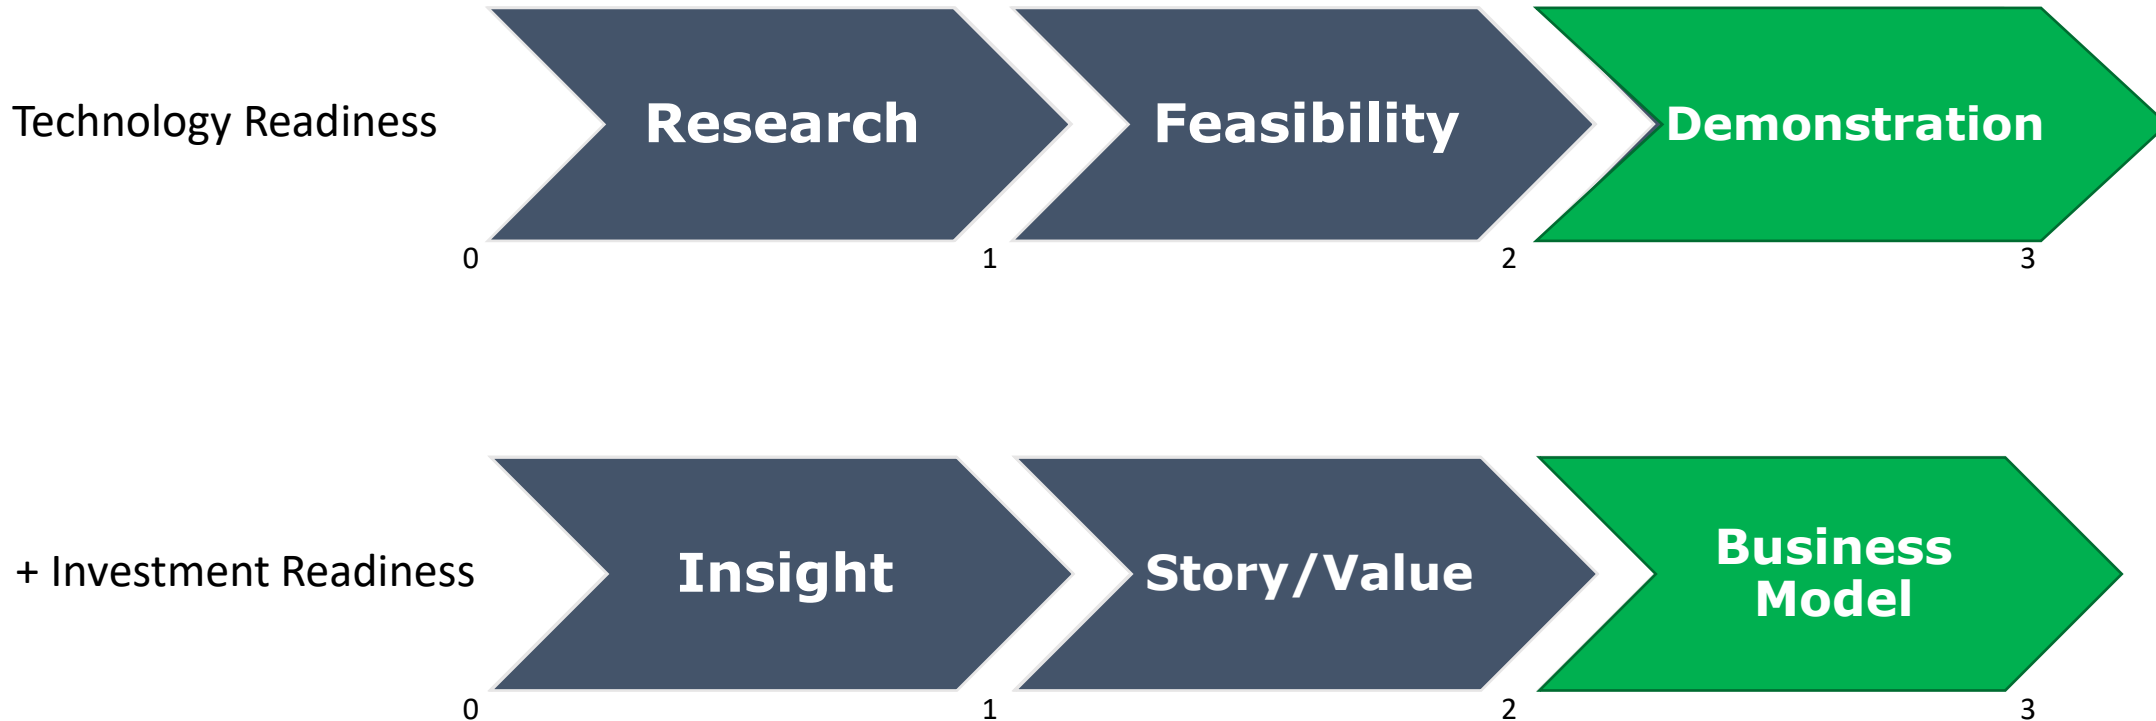 Technology Readiness
Research
Feasibility
Demonstration
0
1
2
3
+ Investment Readiness
Insight
Story/Value
Business
Model
0
1
2
3